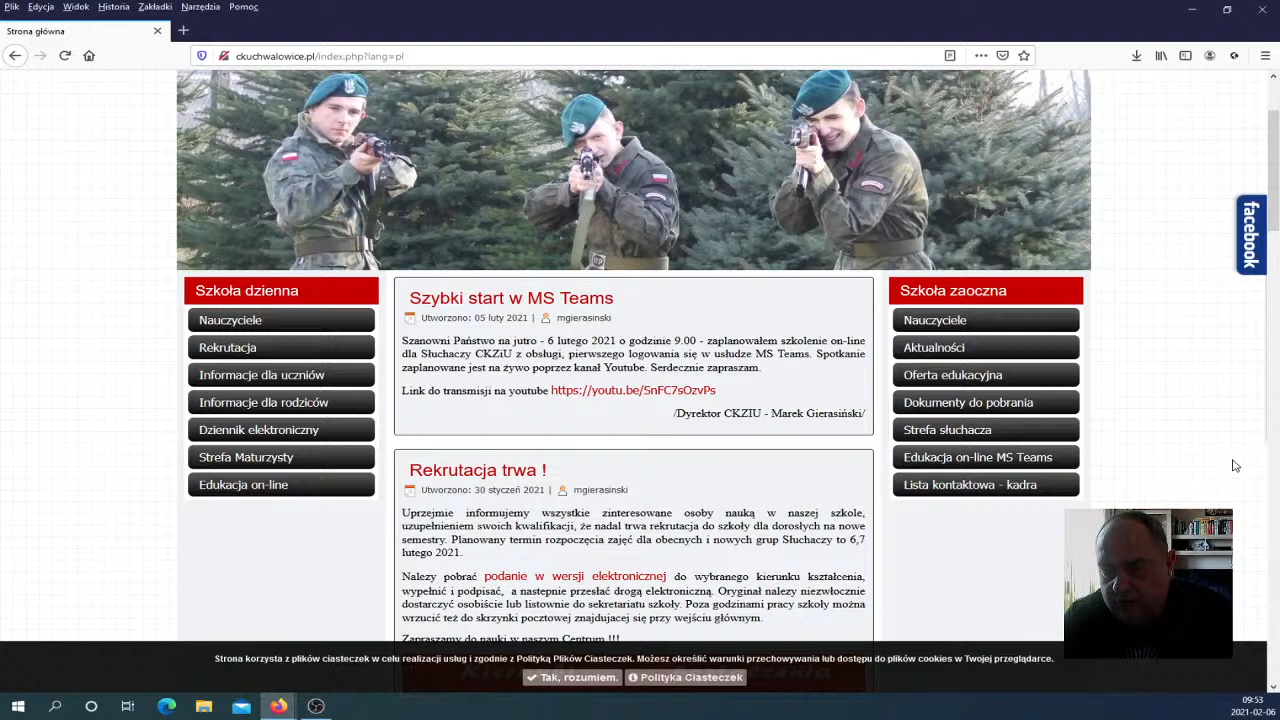 Plik Edycja Widok Historia Zakładki Narzędzia Pomoc
Strona główna
ckuchwalowice.pl/index.php?lang=pl
facebook
Szkoła dzienna
Nauczyciele
Rekrutacja
Informacje dla uczniów
Informacje dla rodziców
Dziennik elektroniczny
Strefa Maturzysty
Edukacja on-line
Szybki start w MS Teams
Utworzono: 05 luty 2021 | mgierasinski
Szanowni Państwo na jutro - 6 lutego 2021 o godzinie 9.00 - zaplanowałem szkolenie on-line
dla Słuchaczy CKZiU z obsługi, pierwszego logowania się w usłudze MS Teams. Spotkanie
zaplanowane jest na żywo poprzez kanał Youtube. Serdecznie zapraszam.
Link do transmisji na youtube https://youtu.be/SnFC7sOzvPs
/Dyrektor CKZIU - Marek Gierasiński/
Rekrutacja trwa !
Utworzono: 30 styczeń 2021 | mgierasinski
Uprzejmie informujemy wszystkie zinteresowane osoby nauką w naszej szkole,
uzupełnieniem swoich kwalifikacji, że nadal trwa rekrutacja do szkoły dla dorosłych na nowe
semestry. Planowany termin rozpoczęcia zajęć dla obecnych i nowych grup Słuchaczy to 6,7
lutego 2021.
Nalezy pobrać podanie w wersji elektronicznej do wybranego kierunku kształcenia,
wypełnić i podpisać, a nastepnie przesłać drogą elektroniczną. Oryginał nalezy niezwłocznie
dostarczyć osobiście lub listownie do sekretariatu szkoły. Poza godzinami pracy szkoły można
wrzucić też do skrzynki pocztowej znajdujacej się przy wejściu głównym.
Zapraszamy do nauki w naszym Centrum !!!
Szkoła zaoczna
Nauczyciele
Aktualności
Oferta edukacyjna
Dokumenty do pobrania
Strefa słuchacza
Edukacja on-line MS Teams
Lista kontaktowa - kadra
Strona korzysta z plików ciasteczek w celu realizacji usług i zgodnie z Polityką Plików Ciasteczek. Możesz określić warunki przechowywania lub dostępu do plików cookies w Twojej przeglądarce.
Tak, rozumiem. Polityka Ciasteczek
09:53
2021-02-06